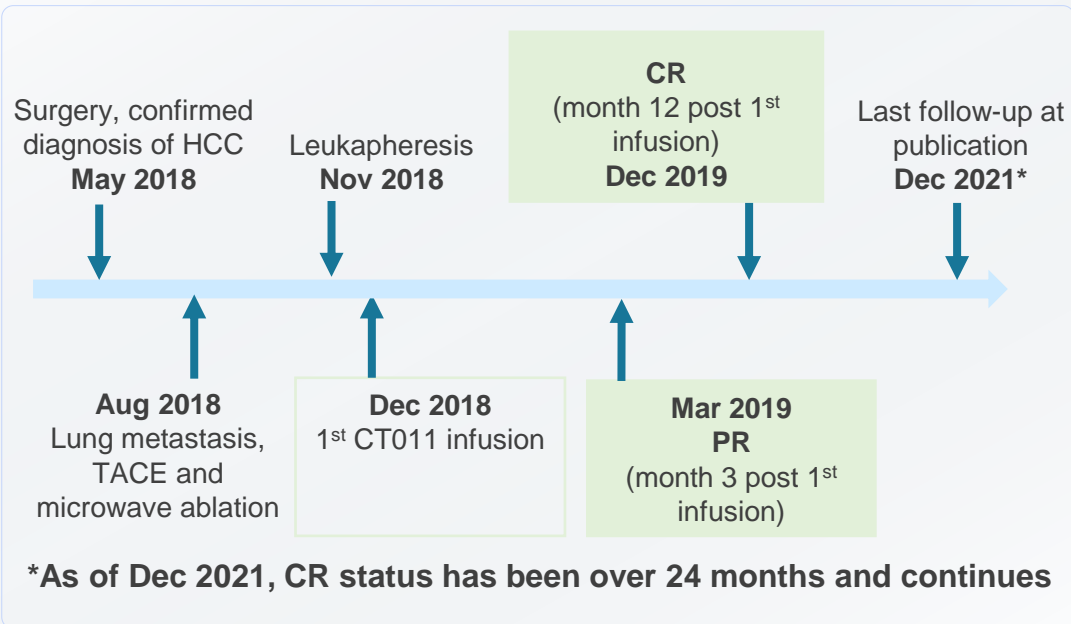 Surgery, confirmed
diagnosis of HCC
May 2018
Leukapheresis
Nov 2018
CR
(month 12 post 1st
infusion)
Dec 2019
Last follow-up at
publication
Dec 2021*
Aug 2018
Lung metastasis,
TACE and
microwave ablation
Dec 2018
1st CT011 infusion
Mar 2019
PR
(month 3 post 1st
infusion)
*As of Dec 2021, CR status has been over 24 months and continues